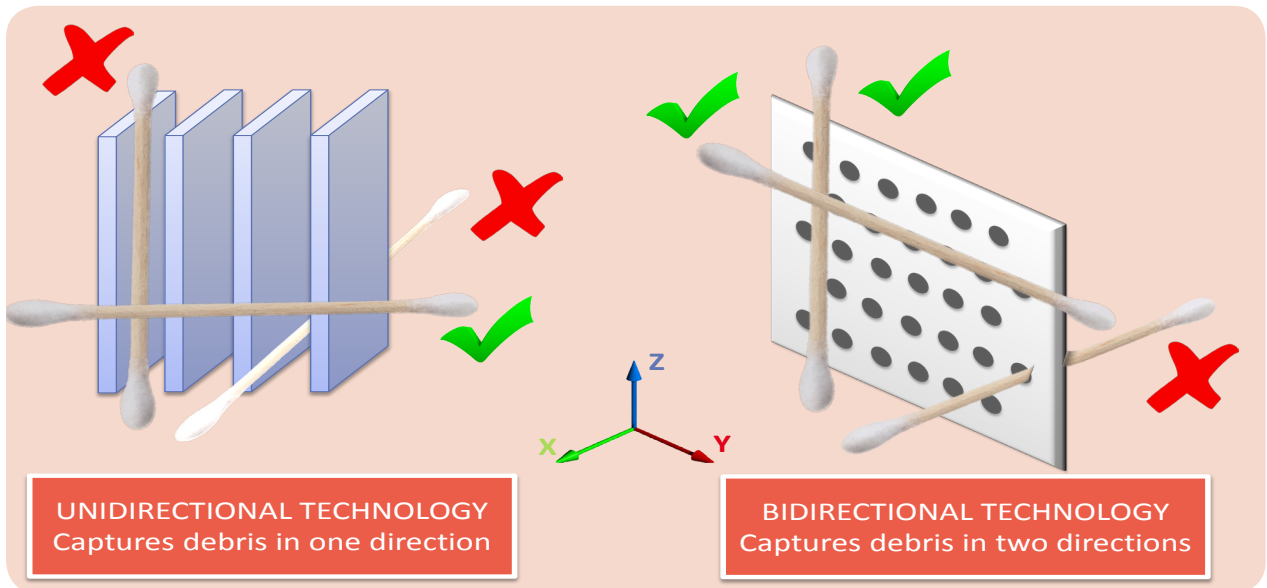 Z
X
Y
UNIDIRECTIONAL TECHNOLOGY
Captures debris in one direction
BIDIRECTIONAL TECHNOLOGY
Captures debris in two directions